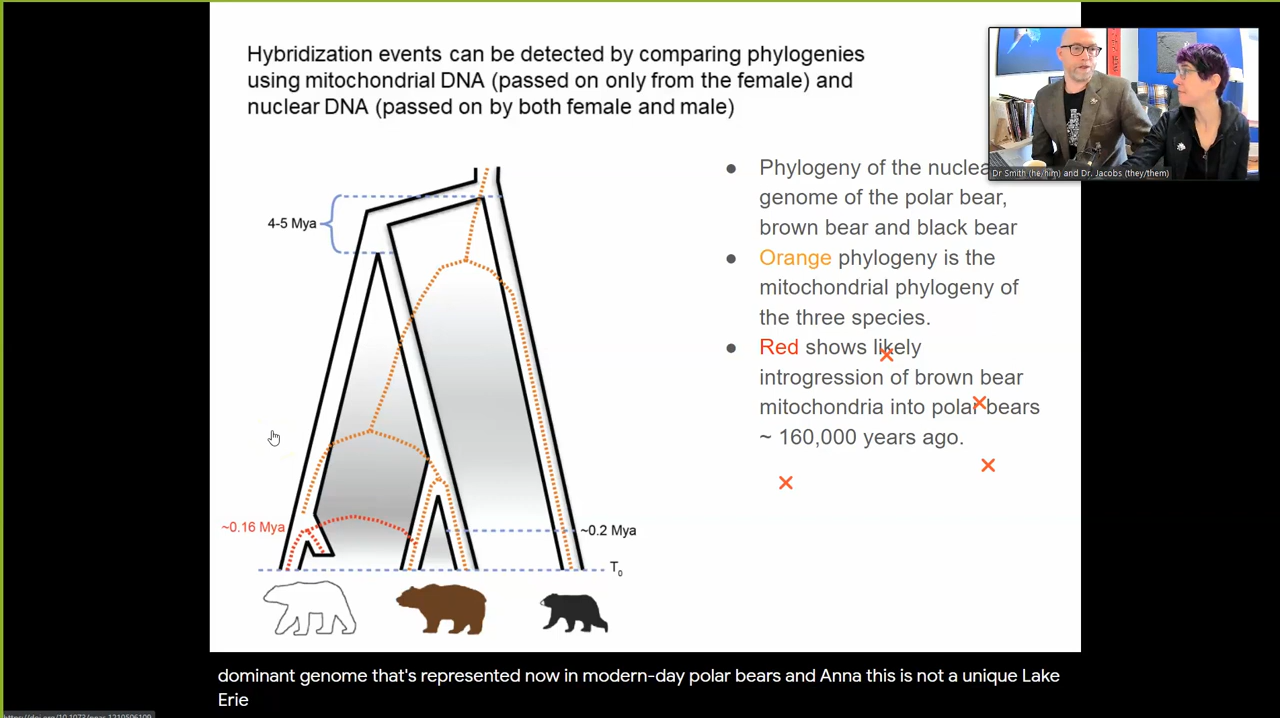 Hybridization events can be detected by comparing phylogenies
using mitochondrial DNA (passed on only from the female) and
nuclear DNA (passed on by both female and male)
Dr Smith (he/him) and Dr. Jacobs (they/them)
4-5 Mya
~0.16 Mya
~0.2 Mya
T₀
● Phylogeny of the nuclea
genome of the polar bear,
brown bear and black bear
● Orange phylogeny is the
mitochondrial phylogeny of
the three species.
● Red shows likely
introgression of brown bear
mitochondria into polar bears
~ 160,000 years ago.
dominant genome that's represented now in modern-day polar bears and Anna this is not a unique Lake
Erie